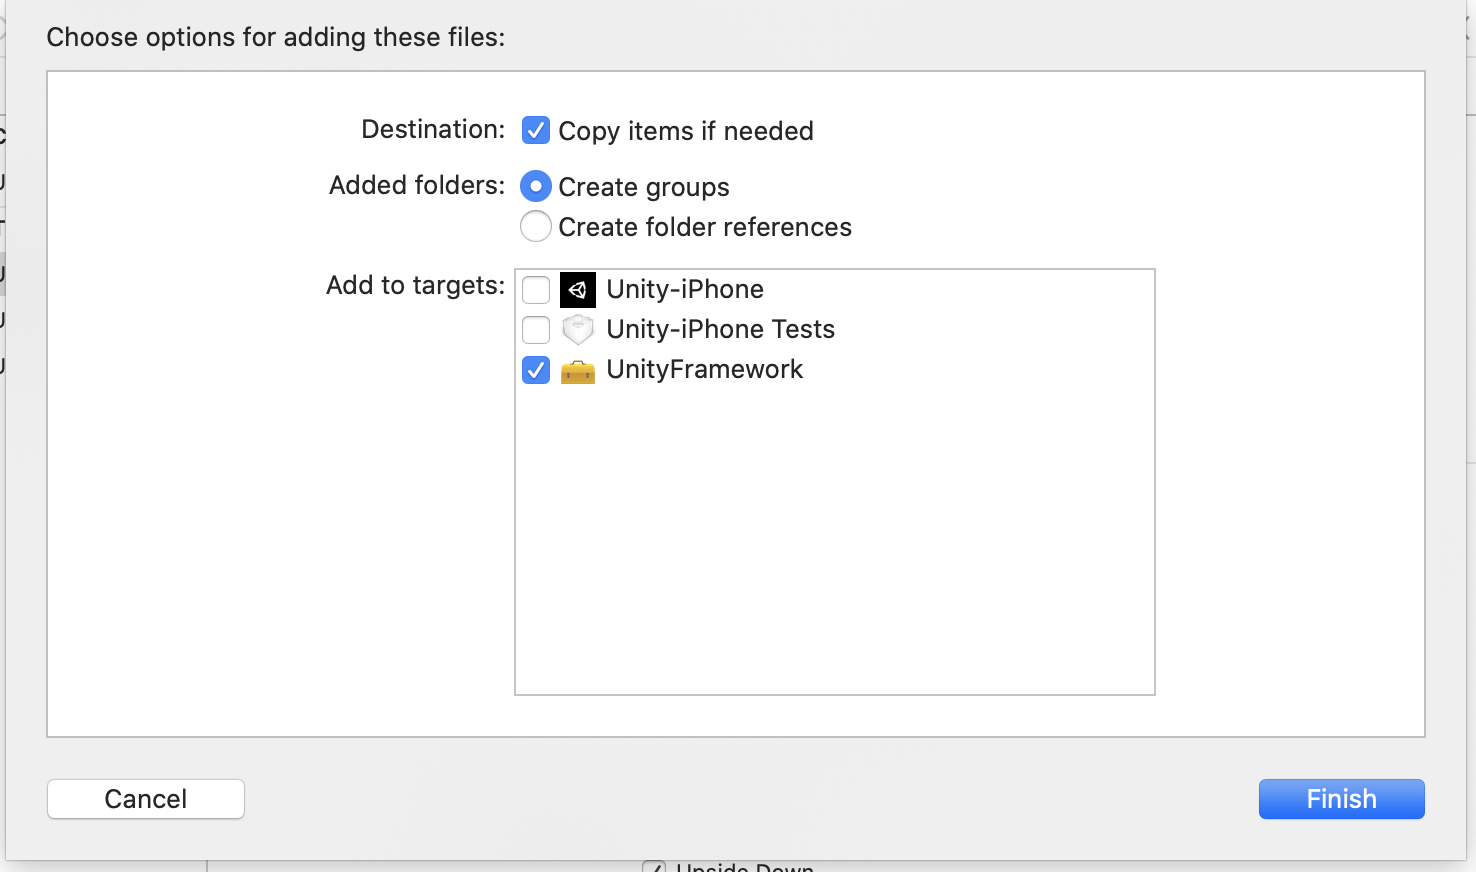 Choose options for adding these files:
Destination: Copy items if needed
Added folders: Create groups
Create folder references
Add to targets: Unity-iPhone
Unity-iPhone Tests
UnityFramework
Cancel Finish
Upside Down